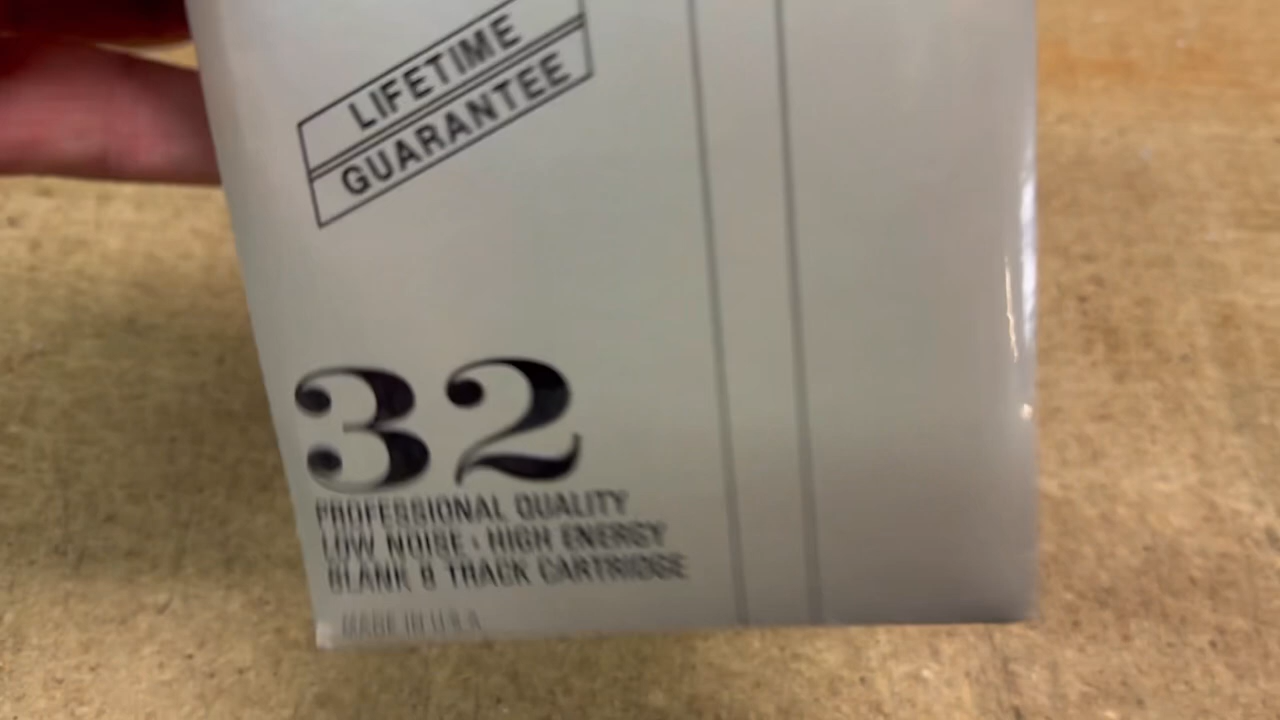 LIFETIME
GUARANTEE
32
PROFESSIONAL QUALITY
LOW NOISE · HIGH ENERGY
BLANK 8 TRACK CARTRIDGE
MADE IN U.S.A.